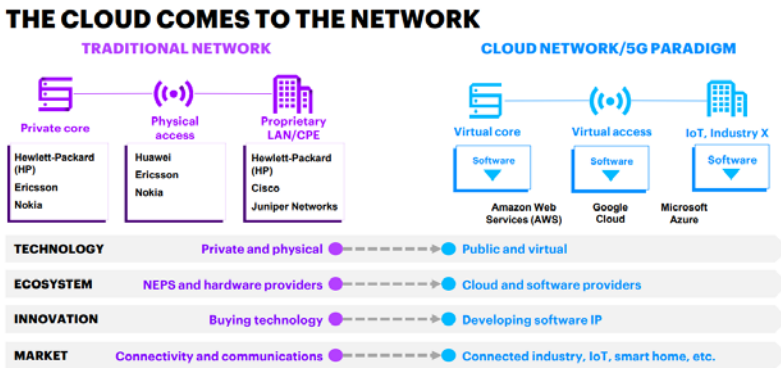 THE CLOUD COMES TO THE NETWORK
TRADITIONAL NETWORK
Private core
Physical
access
Proprietary
LAN/CPE
Hewlett-Packard
(HP)
Ericsson
Nokia
Huawei
Ericsson
Nokia
Hewlett-Packard
(HP)
Cisco
Juniper Networks
CLOUD NETWORK/5G PARADIGM
Virtual core
Virtual access
IoT, Industry X
Software
Software
Software
Amazon Web
Services (AWS)
Google
Cloud
Microsoft
Azure
TECHNOLOGY Private and physical Public and virtual
ECOSYSTEM NEPS and hardware providers Cloud and software providers
INNOVATION Buying technology Developing software IP
MARKET Connectivity and communications Connected industry, IoT, smart home, etc.